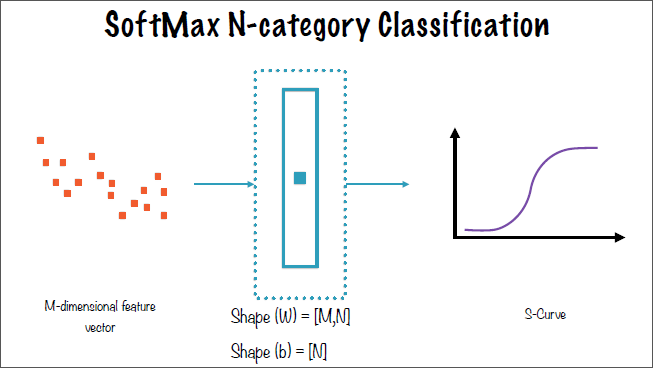 SoftMax N-category Classification
M-dimensional feature
vector
Shape (W) = [M,N]
Shape (b) = [N]
S-Curve